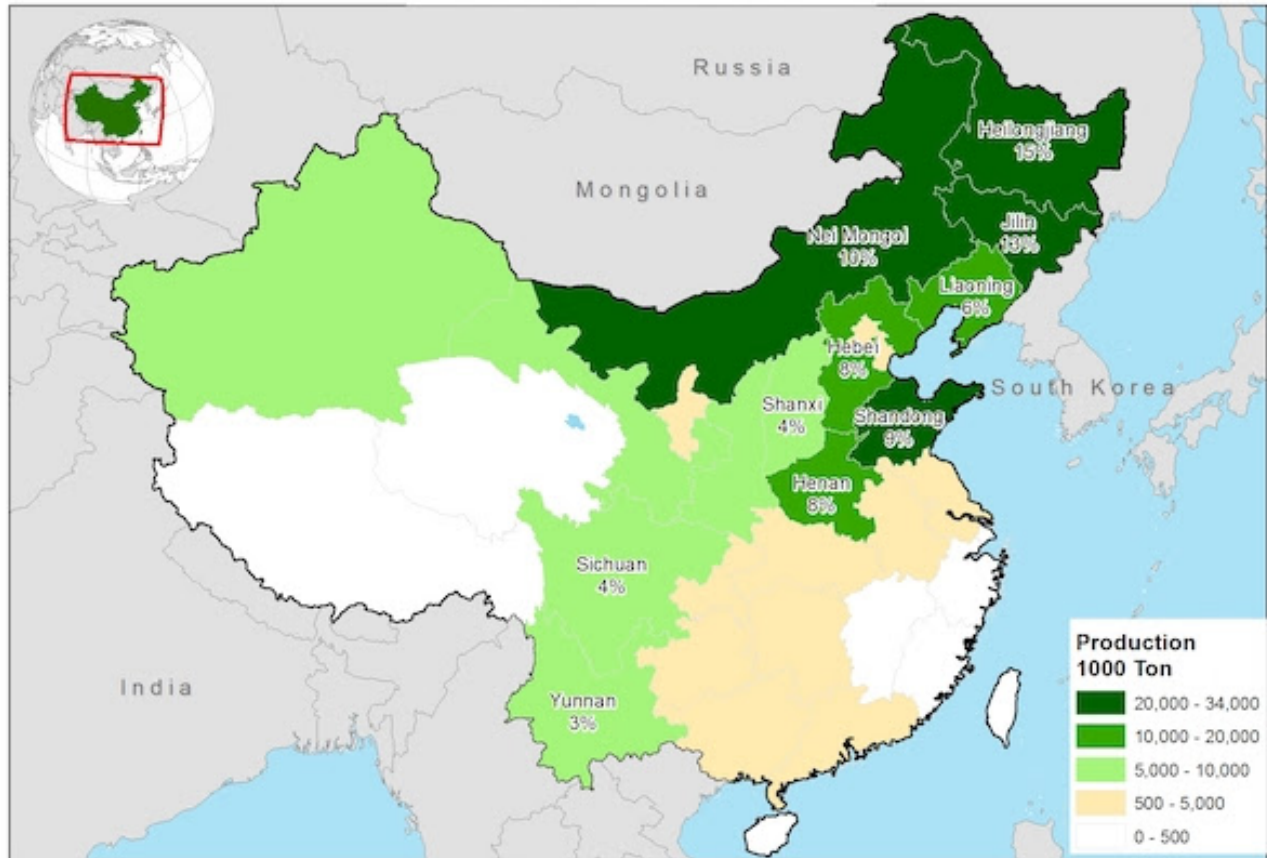 Russia
Mongolia
Heilongjiang
15%
Jilin
13%
Nei Mongol
10%
Liaoning
6%
Hebei
8%
South Korea
Shanxi
4%
Shandong
9%
Henan
8%
Sichuan
4%
India
Yunnan
3%
Production
1000 Ton
20,000 - 34,000
10,000 - 20,000
5,000 - 10,000
500 - 5,000
0 - 500